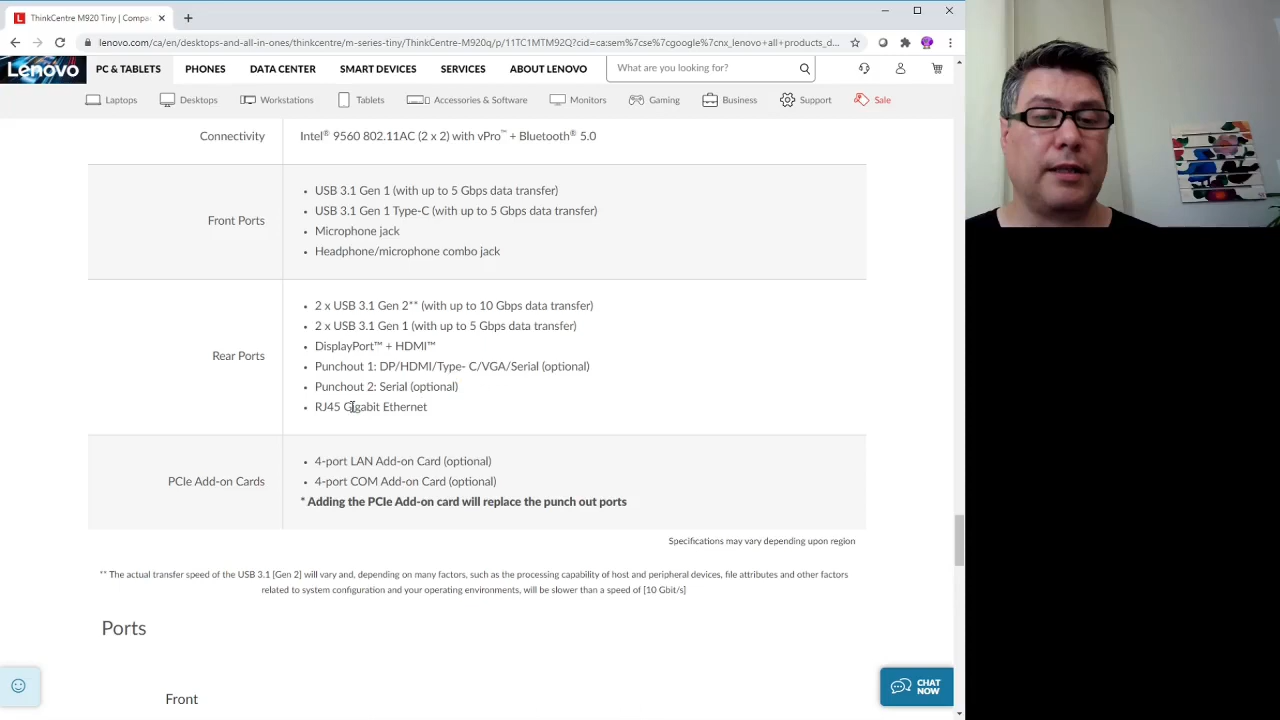 ThinkCentre M920 Tiny | Compa
lenovo.com/ca/en/desktops-and-all-in-ones/thinkcentre/m-series-tiny/ThinkCentre-M920q/p/11TC1MTM92Q?cid=ca:sem%7cse%7cgoogle%7cnx_lenovo+all+products_d...
Lenovo PC & TABLETS PHONES DATA CENTER SMART DEVICES SERVICES ABOUT LENOVO What are you looking for?
Laptops Desktops Workstations Tablets Accessories & Software Monitors Gaming Business Support Sale
Connectivity Intel® 9560 802.11AC (2 x 2) with vPro™ + Bluetooth® 5.0
Front Ports
• USB 3.1 Gen 1 (with up to 5 Gbps data transfer)
• USB 3.1 Gen 1 Type-C (with up to 5 Gbps data transfer)
• Microphone jack
• Headphone/microphone combo jack
Rear Ports
• 2 x USB 3.1 Gen 2** (with up to 10 Gbps data transfer)
• 2 x USB 3.1 Gen 1 (with up to 5 Gbps data transfer)
• DisplayPort™ + HDMI™
• Punchout 1: DP/HDMI/Type- C/VGA/Serial (optional)
• Punchout 2: Serial (optional)
• RJ45 Gigabit Ethernet
PCIe Add-on Cards
• 4-port LAN Add-on Card (optional)
• 4-port COM Add-on Card (optional)
* Adding the PCIe Add-on card will replace the punch out ports
Specifications may vary depending upon region
** The actual transfer speed of the USB 3.1 [Gen 2] will vary and, depending on many factors, such as the processing capability of host and peripheral devices, file attributes and other factors
related to system configuration and your operating environments, will be slower than a speed of [10 Gbit/s]
Ports
Front
CHAT
NOW